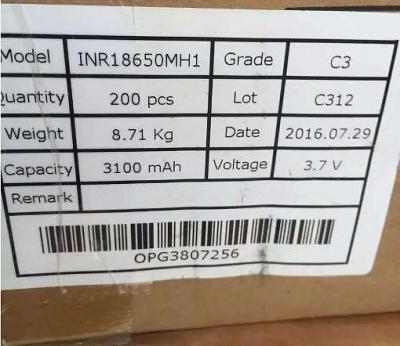 Model INR18650MH1 Grade C3
Quantity 200 pcs Lot C312
Weight 8.71 Kg Date 2016.07.29
Capacity 3100 mAh Voltage 3.7 V
Remark
OPG3807256